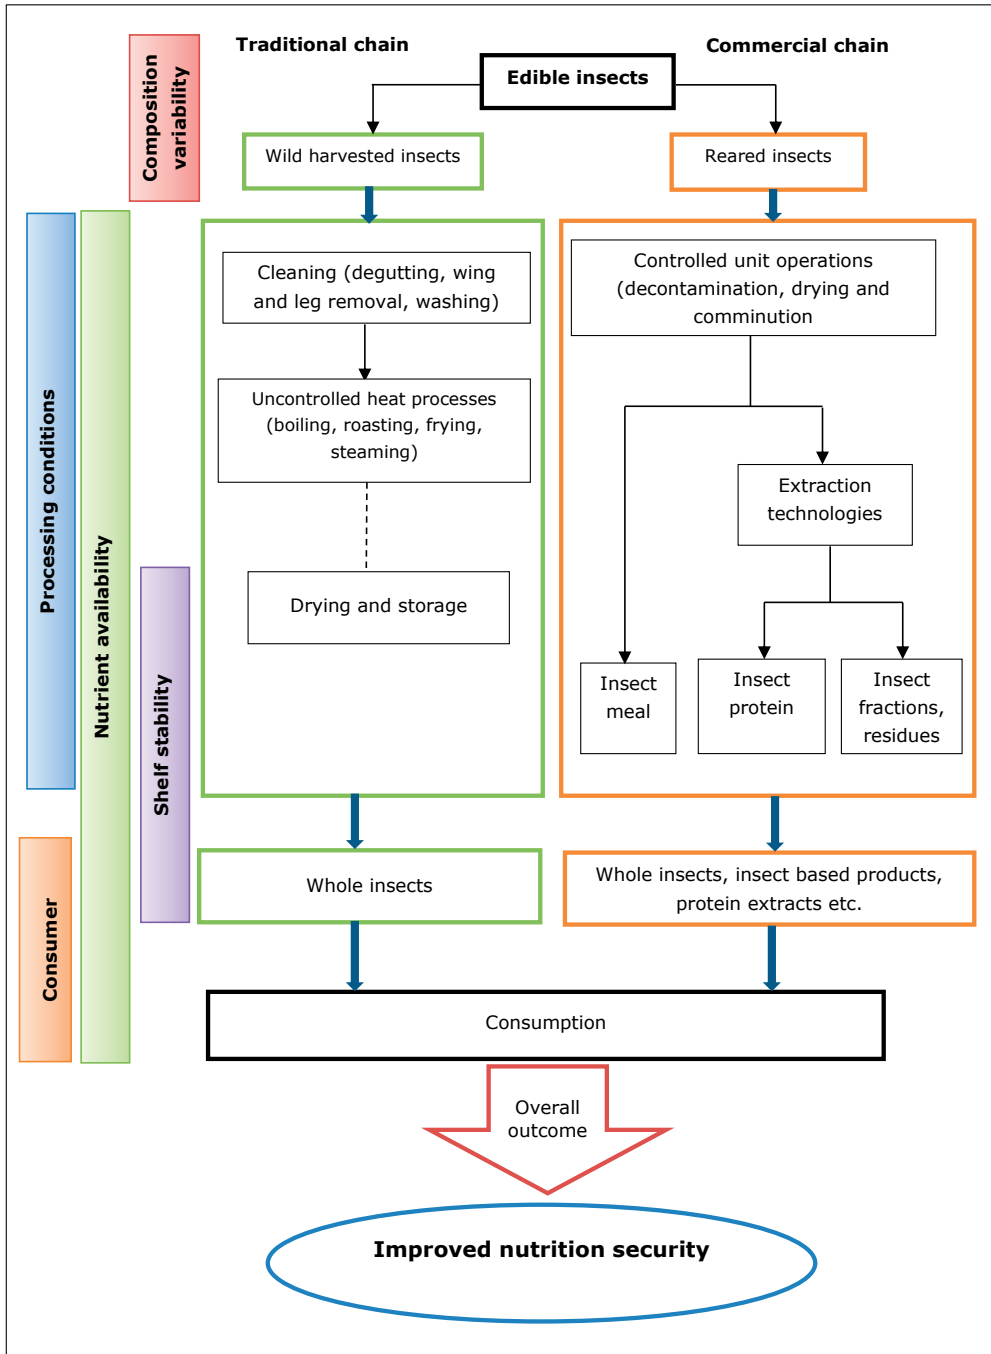 Traditional chain
Commercial chain
Edible insects
Composition
variability
Wild harvested insects
Reared insects
Processing conditions
Nutrient availability
Shelf stability
Consumer
Cleaning (degutting, wing
and leg removal, washing)
Uncontrolled heat processes
(boiling, roasting, frying,
steaming)
Drying and storage
Controlled unit operations
(decontamination, drying and
comminution
Extraction
technologies
Insect
meal
Insect
protein
Insect
fractions,
residues
Whole insects
Whole insects, insect based products,
protein extracts etc.
Consumption
Overall
outcome
Improved nutrition security